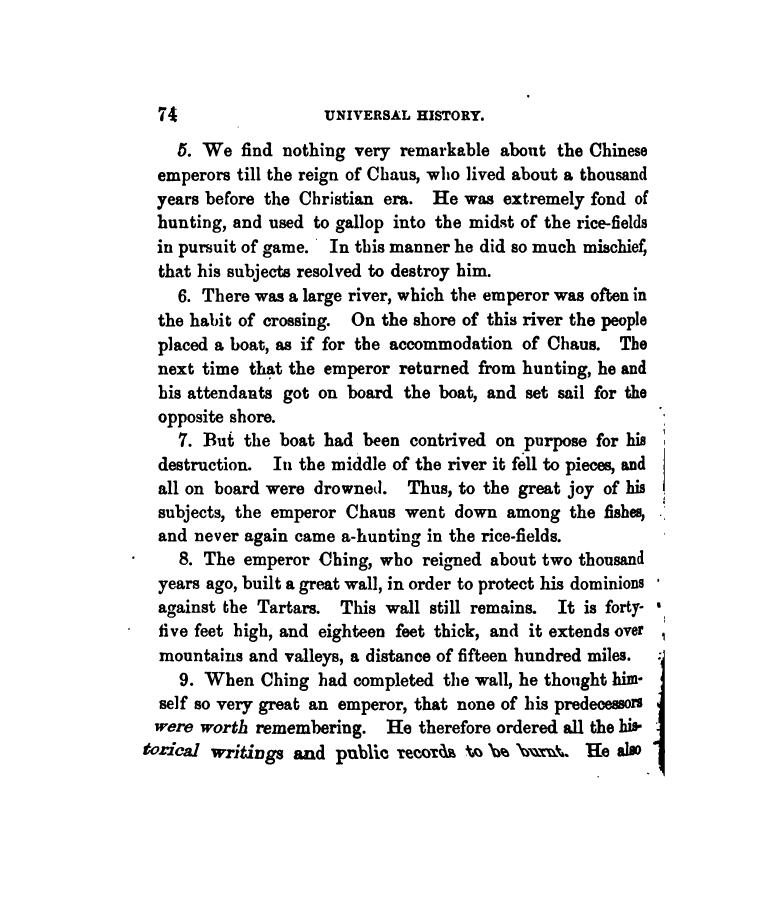 74 UNIVERSAL HISTORY.
5. We find nothing very remarkable about the Chinese
emperors till the reign of Chaus, who lived about a thousand
years before the Christian era. He was extremely fond of
hunting, and used to gallop into the midst of the rice-fields
in pursuit of game. In this manner he did so much mischief,
that his subjects resolved to destroy him.
6. There was a large river, which the emperor was often in
the habit of crossing. On the shore of this river the people
placed a boat, as if for the accommodation of Chaus. The
next time that the emperor returned from hunting, he and
his attendants got on board the boat, and set sail for the
opposite shore.
7. But the boat had been contrived on purpose for his
destruction. In the middle of the river it fell to pieces, and
all on board were drowned. Thus, to the great joy of his
subjects, the emperor Chaus went down among the fishes,
and never again came a-hunting in the rice-fields.
8. The emperor Ching, who reigned about two thousand
years ago, built a great wall, in order to protect his dominions
against the Tartars. This wall still remains. It is forty-
five feet high, and eighteen feet thick, and it extends over
mountains and valleys, a distance of fifteen hundred miles.
9. When Ching had completed the wall, he thought him-
self so very great an emperor, that none of his predecessors
were worth remembering. He therefore ordered all the his-
torical writings and public records to be burnt. He also